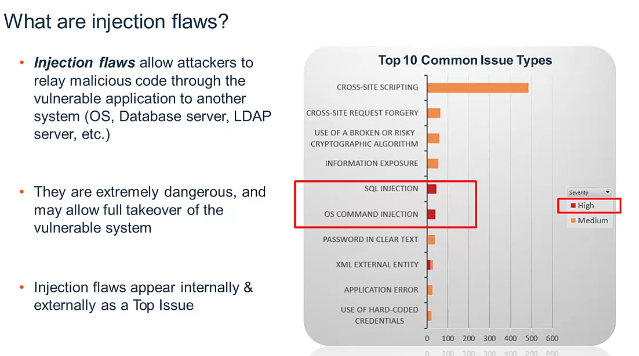 What are injection flaws?
• Injection flaws allow attackers to
relay malicious code through the
vulnerable application to another
system (OS, Database server, LDAP
server, etc.)
• They are extremely dangerous, and
may allow full takeover of the
vulnerable system
• Injection flaws appear internally &
externally as a Top Issue
Top 10 Common Issue Types
CROSS-SITE SCRIPTING
CROSS-SITE REQUEST FORGERY
USE OF A BROKEN OR RISKY
CRYPTOGRAPHIC ALGORITHM
INFORMATION EXPOSURE
SQL INJECTION
OS COMMAND INJECTION
PASSWORD IN CLEAR TEXT
XML EXTERNAL ENTITY
APPLICATION ERROR
USE OF HARD-CODED
CREDENTIALS
0 100 200 300 400 500 600
Severity
High
Medium